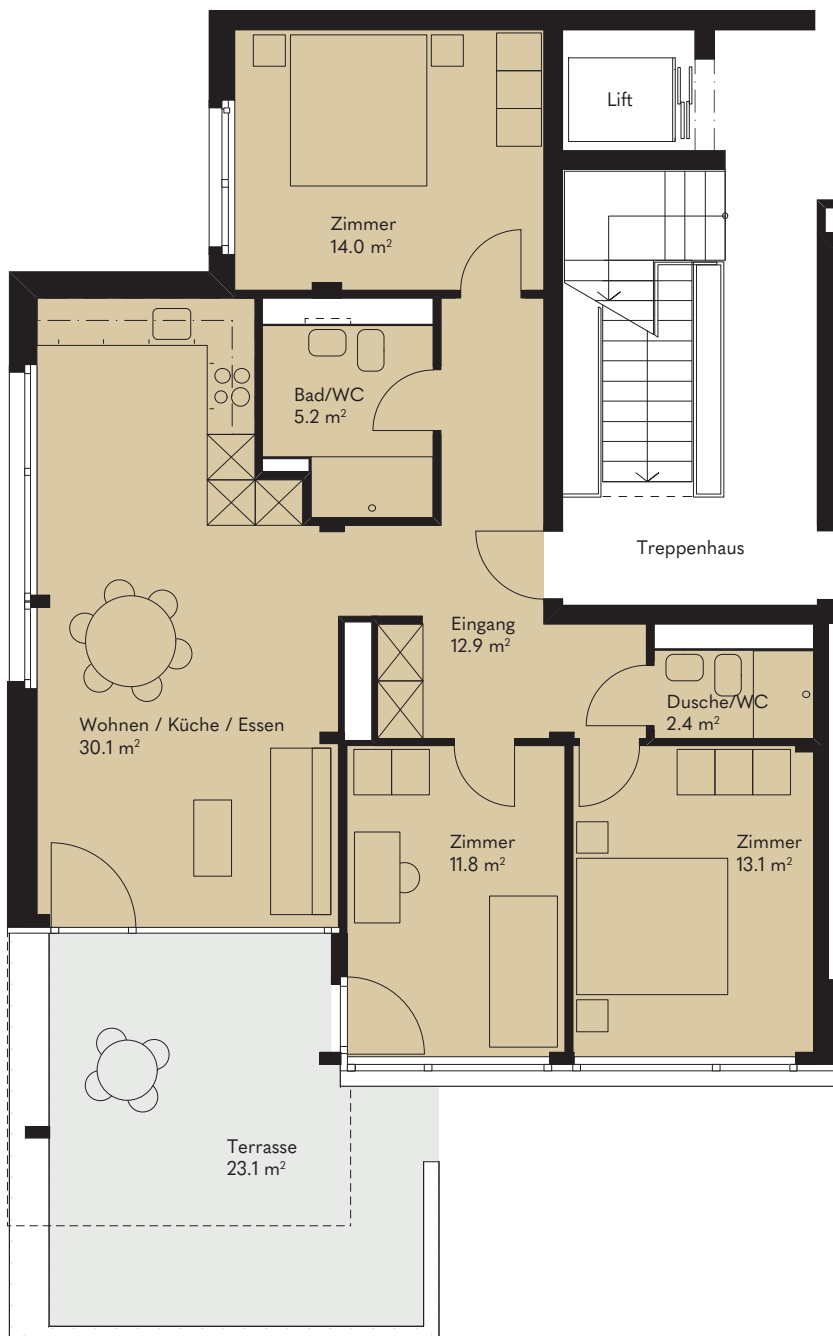 Lift
Zimmer
14.0 m²
Bad/WC
5.2 m²
Treppenhaus
Eingang
12.9 m²
Dusche/WC
2.4 m²
Wohnen / Küche / Essen
30.1 m²
Zimmer
11.8 m²
Zimmer
13.1 m²
Terrasse
23.1 m²